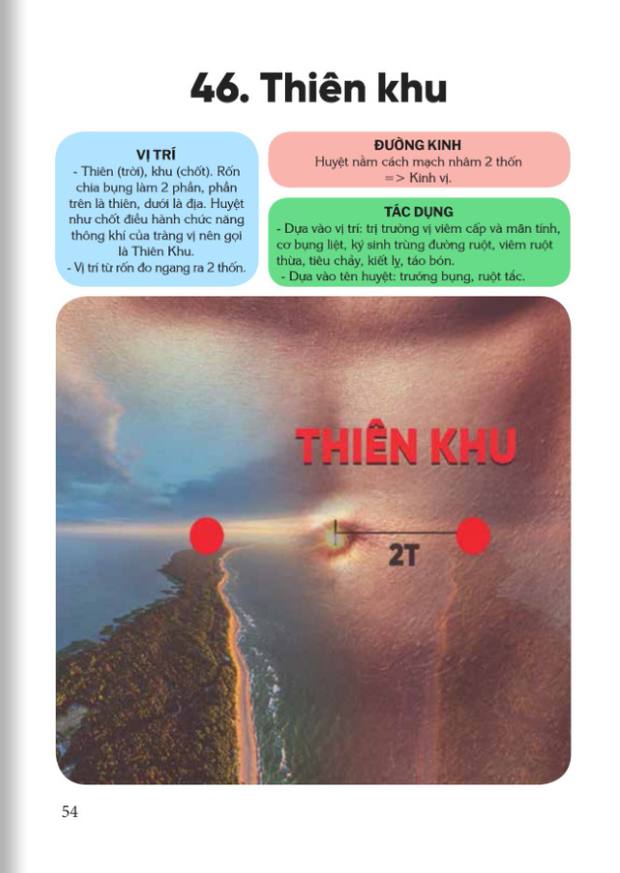 46. Thiên khu
VỊ TRÍ
- Thiên (trời), khu (chốt). Rốn
chia bụng làm 2 phần, phần
trên là thiên, dưới là địa. Huyệt
như chốt điều hành chức năng
thông khí của tràng vị nên gọi
là Thiên Khu.
- Vị trí từ rốn đo ngang ra 2 thốn.
ĐƯỜNG KINH
Huyệt nằm cách mạch nhâm 2 thốn
=> Kinh vị.
TÁC DỤNG
- Dựa vào vị trí: trị trường vị viêm cấp và mãn tính,
cơ bụng liệt, ký sinh trùng đường ruột, viêm ruột
thừa, tiêu chảy, kiết lỵ, táo bón.
- Dựa vào tên huyệt: trướng bụng, ruột tắc.
THIÊN KHU
2T
54